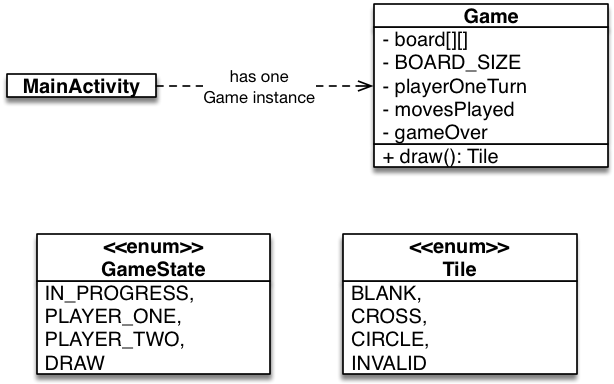 Game
- board[][]
- BOARD_SIZE
- playerOneTurn
- movesPlayed
- gameOver
+ draw(): Tile
MainActivity
has one
Game instance
<<enum>>
GameState
IN_PROGRESS,
PLAYER_ONE,
PLAYER_TWO,
DRAW
<<enum>>
Tile
BLANK,
CROSS,
CIRCLE,
INVALID